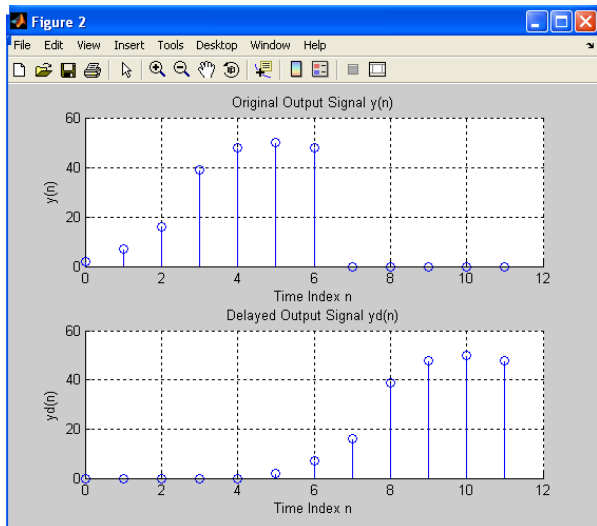 Figure 2
File Edit View Insert Tools Desktop Window Help
Original Output Signal y(n)
60
40
20
0
y(n)
0 2 4 6 8 10 12
Time Index n
Delayed Output Signal yd(n)
60
40
20
0
yd(n)
0 2 4 6 8 10 12
Time Index n